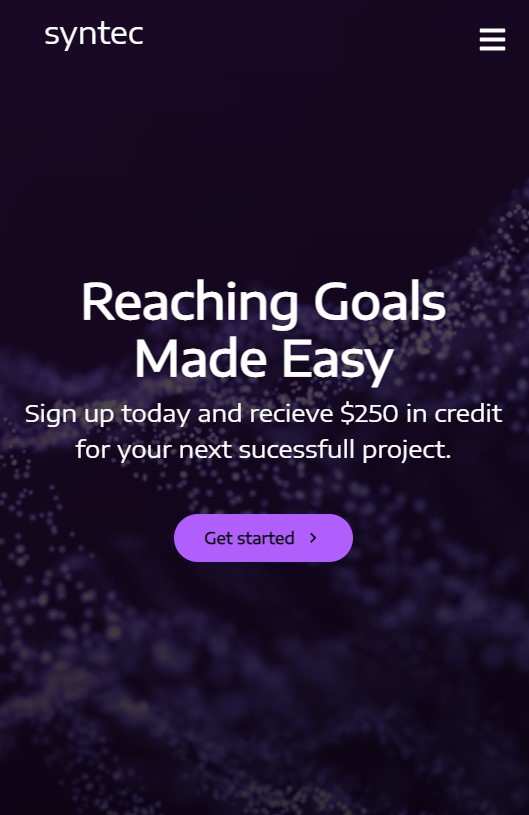 syntec
Reaching Goals
Made Easy
Sign up today and recieve $250 in credit
for your next sucessfull project.
Get started